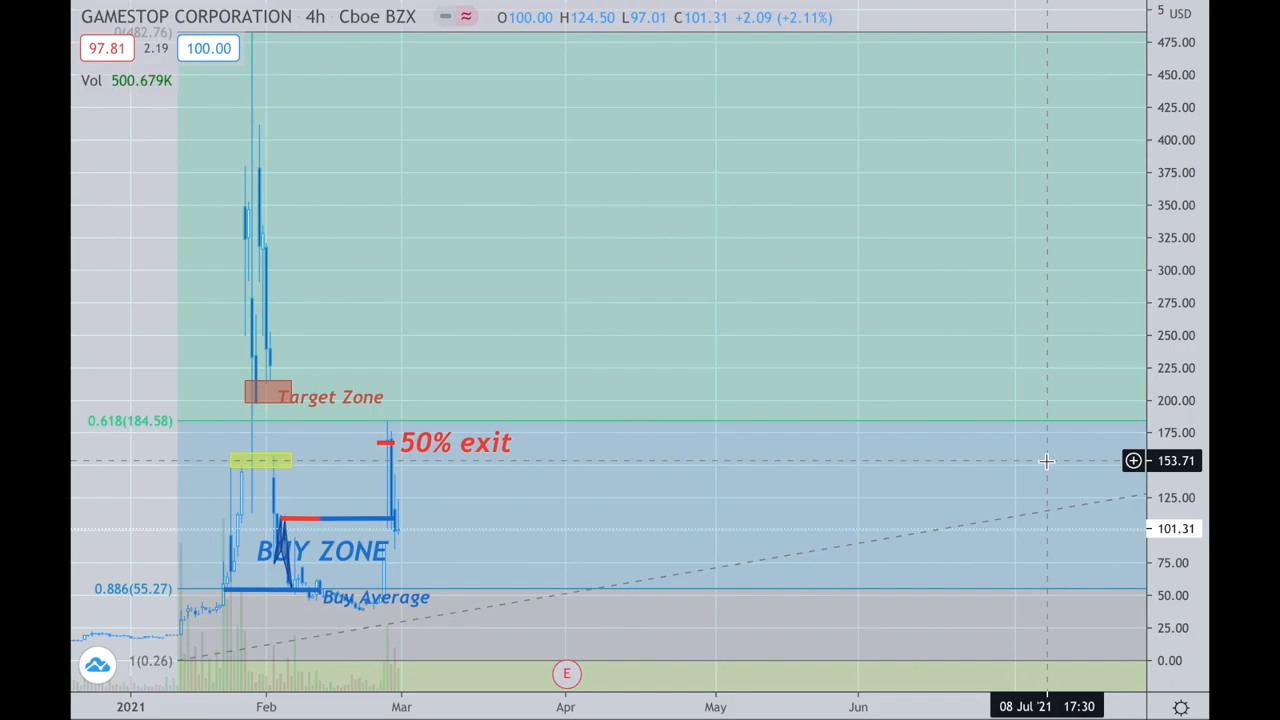 GAMESTOP CORPORATION · 4h · Cboe BZX O100.00 H124.50 L97.01 C101.31 +2.09 (+2.11%)
5 USD
0(482.76)
97.81 2.19 100.00
Vol 500.679K
475.00
450.00
425.00
400.00
375.00
350.00
325.00
300.00
275.00
250.00
225.00
Target Zone
200.00
0.618(184.58)
50% exit
175.00
153.71
125.00
101.31
BUY ZONE
75.00
0.886(55.27)
Buy Average
50.00
25.00
1(0.26)
0.00
E
2021 Feb Mar Apr May Jun 08 Jul '21 17:30